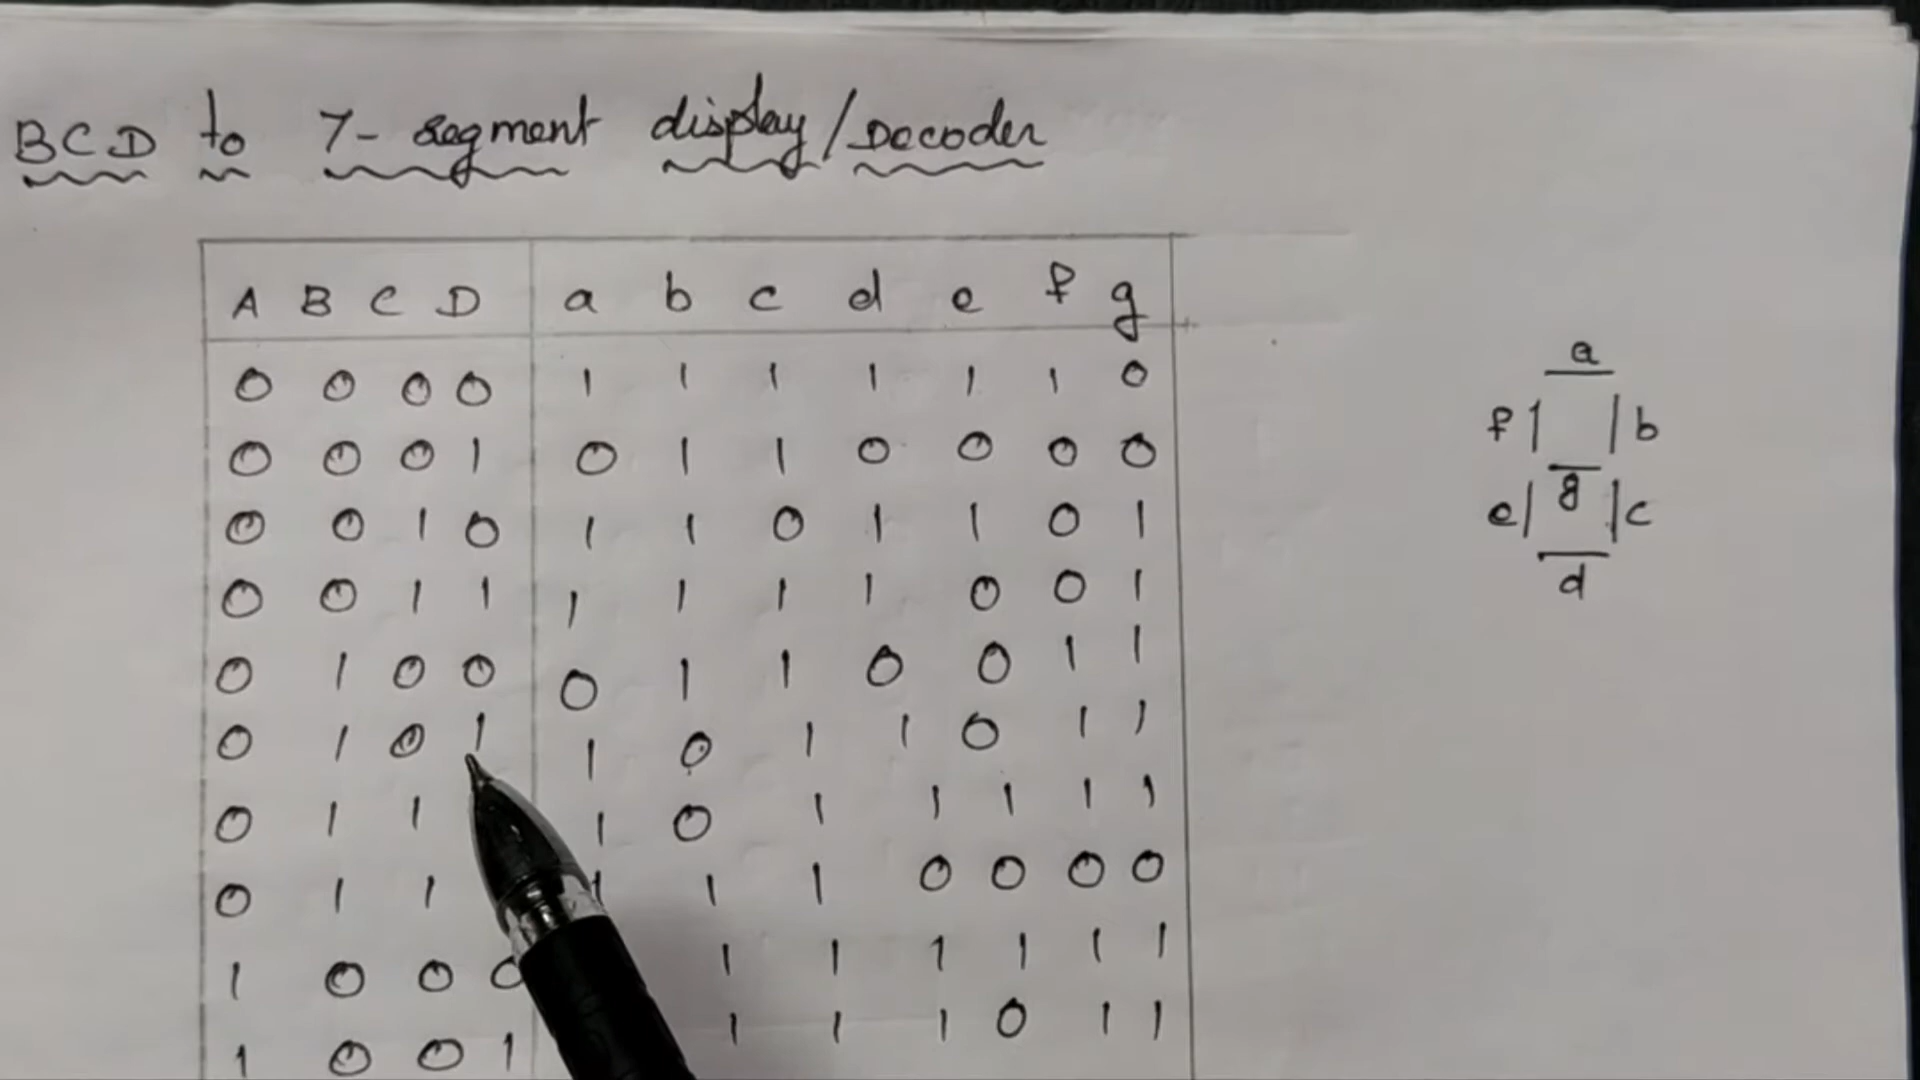 BCD to 7-segment display/Decoder
A B C D a b c d e f g
0 0 0 0 1 1 1 1 1 1 0
0 0 0 1 0 1 1 0 0 0 0
0 0 1 0 1 1 0 1 1 0 1
0 0 1 1 1 1 1 1 0 0 1
0 1 0 0 0 1 1 0 0 1 1
0 1 0 1 1 0 1 1 0 1 1
0 1 1 1 0 1 1 1 1 1
0 1 1 1 1 1 0 0 0 0
1 0 0 0 1 1 1 1 1 1
1 0 0 1 1 1 1 0 1 1
a
f b
g
e c
d